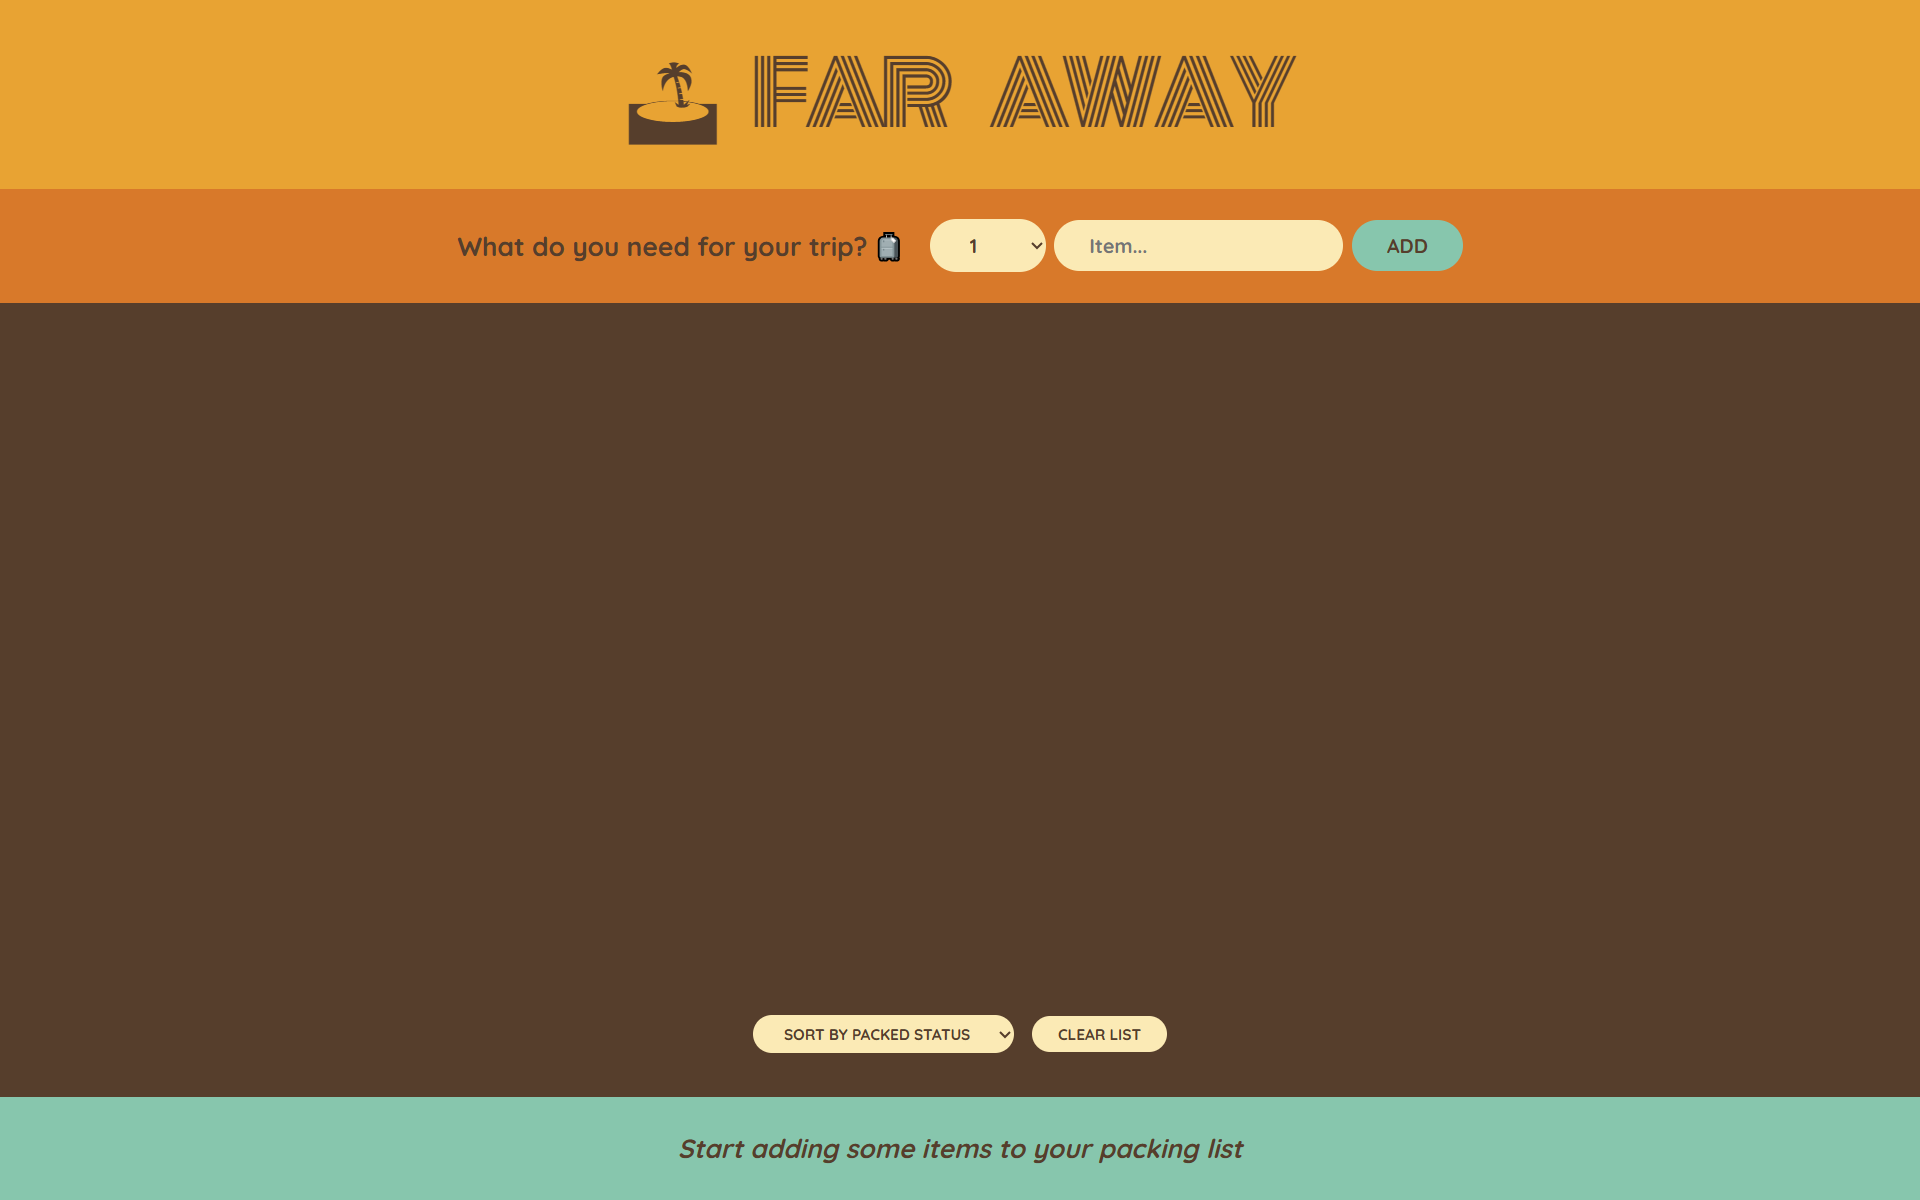 🏝️ FAR AWAY
What do you need for your trip? 🧳 1 Item... ADD
SORT BY PACKED STATUS CLEAR LIST
Start adding some items to your packing list